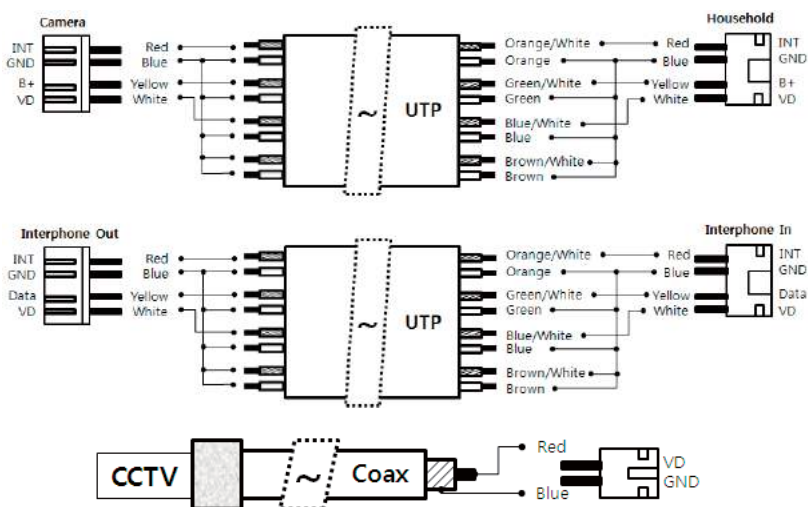 Camera
Household
INT
GND
B+
VD
Red
Blue
Yellow
White
~
UTP
Orange/White
Orange
Green/White
Green
Blue/White
Blue
Brown/White
Brown
Red
Blue
Yellow
White
INT
GND
B+
VD
Interphone Out
Interphone In
INT
GND
Data
VD
Red
Blue
Yellow
White
~
UTP
Orange/White
Orange
Green/White
Green
Blue/White
Blue
Brown/White
Brown
Red
Blue
Yellow
White
INT
GND
Data
VD
CCTV
~
Coax
Red
Blue
VD
GND